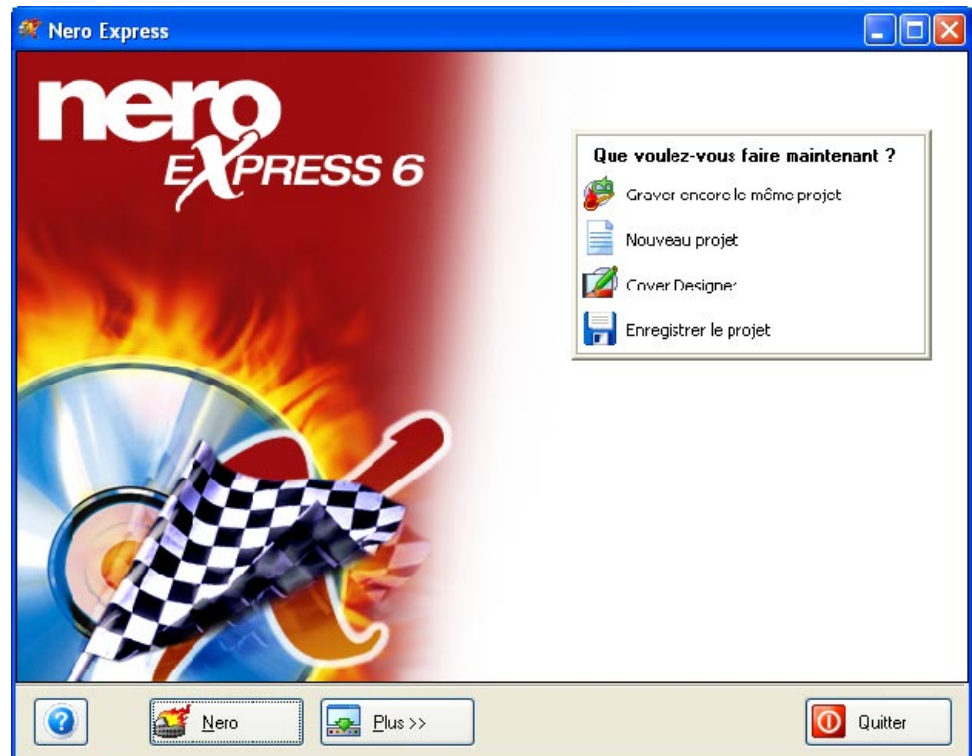 Nero Express
nero
EXPRESS 6
Que voulez-vous faire maintenant ?
Graver encore le même projet
Nouveau projet
Cover Designer
Enregistrer le projet
?
Nero
Plus >>
Quitter